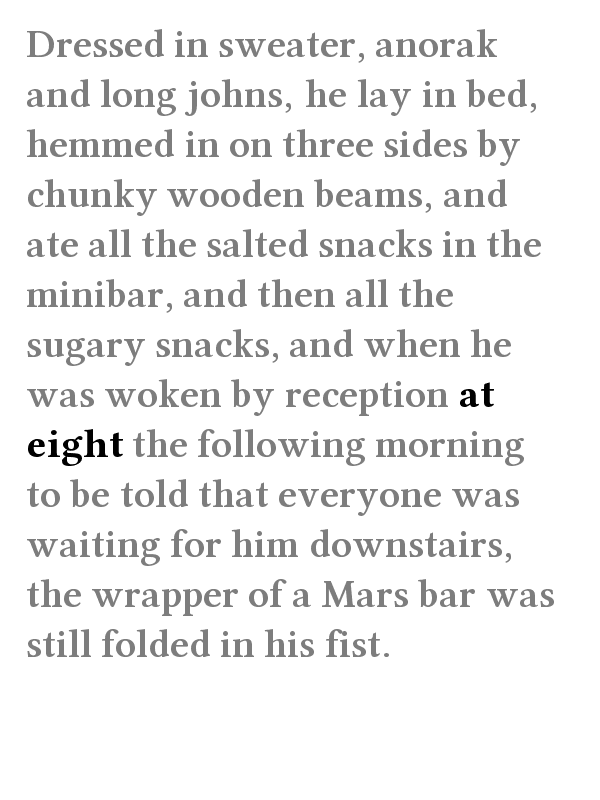 Dressed in sweater, anorak
and long johns, he lay in bed,
hemmed in on three sides by
chunky wooden beams, and
ate all the salted snacks in the
minibar, and then all the
sugary snacks, and when he
was woken by reception at
eight the following morning
to be told that everyone was
waiting for him downstairs,
the wrapper of a Mars bar was
still folded in his fist.